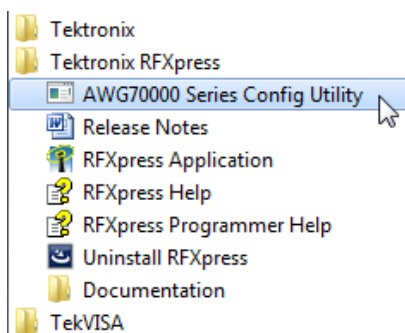 Tektronix
Tektronix RFXpress
AWG70000 Series Config Utility
Release Notes
RFXpress Application
RFXpress Help
RFXpress Programmer Help
Uninstall RFXpress
Documentation
TekVISA